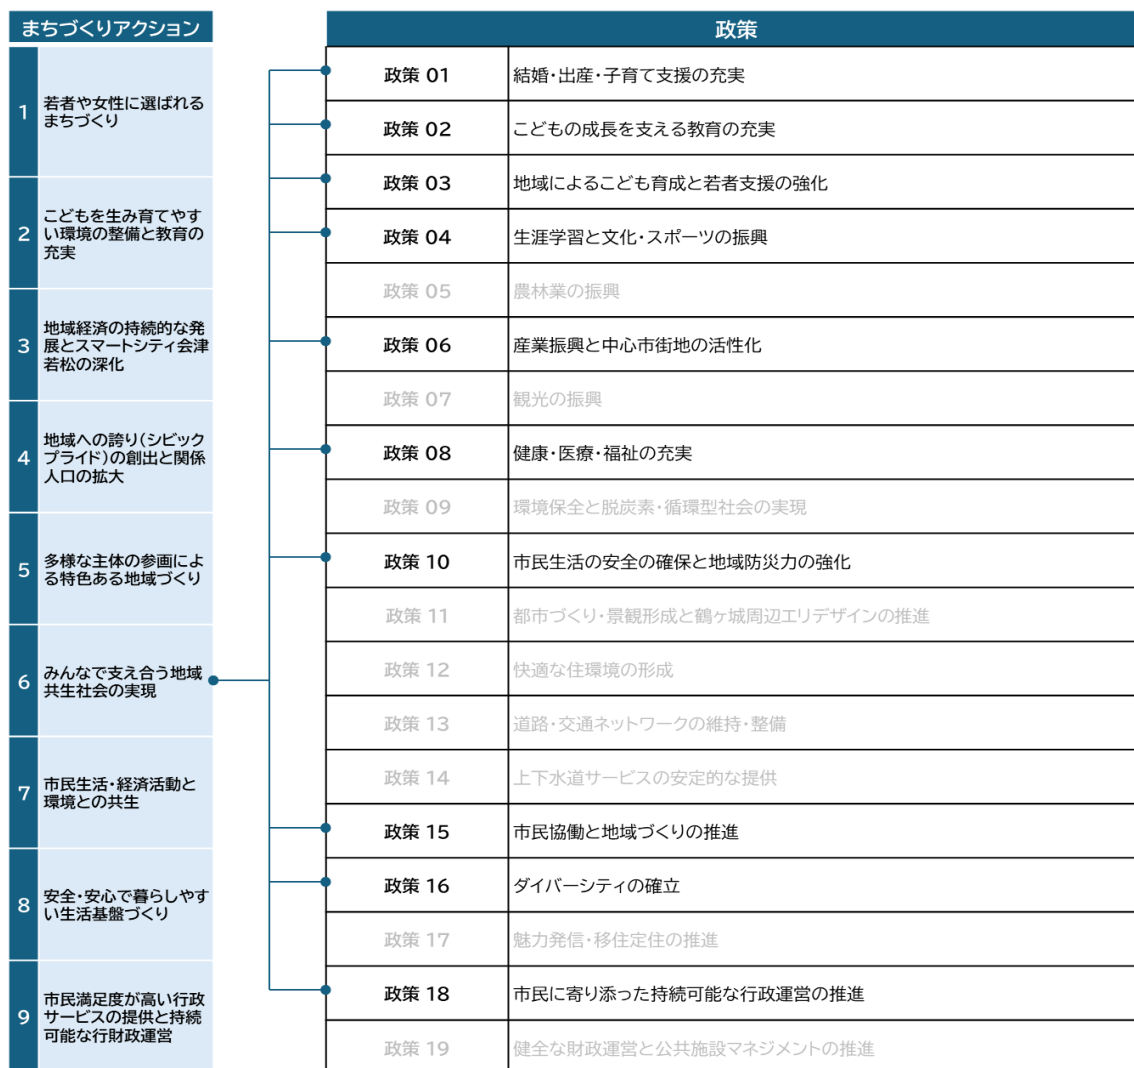 まちづくりアクション
1
若者や女性に選ばれる
まちづくり
2
こどもを生み育てやす
い環境の整備と教育の
充実
3
地域経済の持続的な発
展とスマートシティ会津
若松の深化
4
地域への誇り(シビック
プライド)の創出と関係
人口の拡大
5
多様な主体の参画によ
る特色ある地域づくり
6
みんなで支え合う地域
共生社会の実現
7
市民生活・経済活動と
環境との共生
8
安全・安心で暮らしやす
い生活基盤づくり
9
市民満足度が高い行政
サービスの提供と持続
可能な行財政運営
政策
政策 01 結婚・出産・子育て支援の充実
政策 02 こどもの成長を支える教育の充実
政策 03 地域によるこども育成と若者支援の強化
政策 04 生涯学習と文化・スポーツの振興
政策 05 農林業の振興
政策 06 産業振興と中心市街地の活性化
政策 07 観光の振興
政策 08 健康・医療・福祉の充実
政策 09 環境保全と脱炭素・循環型社会の実現
政策 10 市民生活の安全の確保と地域防災力の強化
政策 11 都市づくり・景観形成と鶴ヶ城周辺エリデザインの推進
政策 12 快適な住環境の形成
政策 13 道路・交通ネットワークの維持・整備
政策 14 上下水道サービスの安定的な提供
政策 15 市民協働と地域づくりの推進
政策 16 ダイバーシティの確立
政策 17 魅力発信・移住定住の推進
政策 18 市民に寄り添った持続可能な行政運営の推進
政策 19 健全な財政運営と公共施設マネジメントの推進